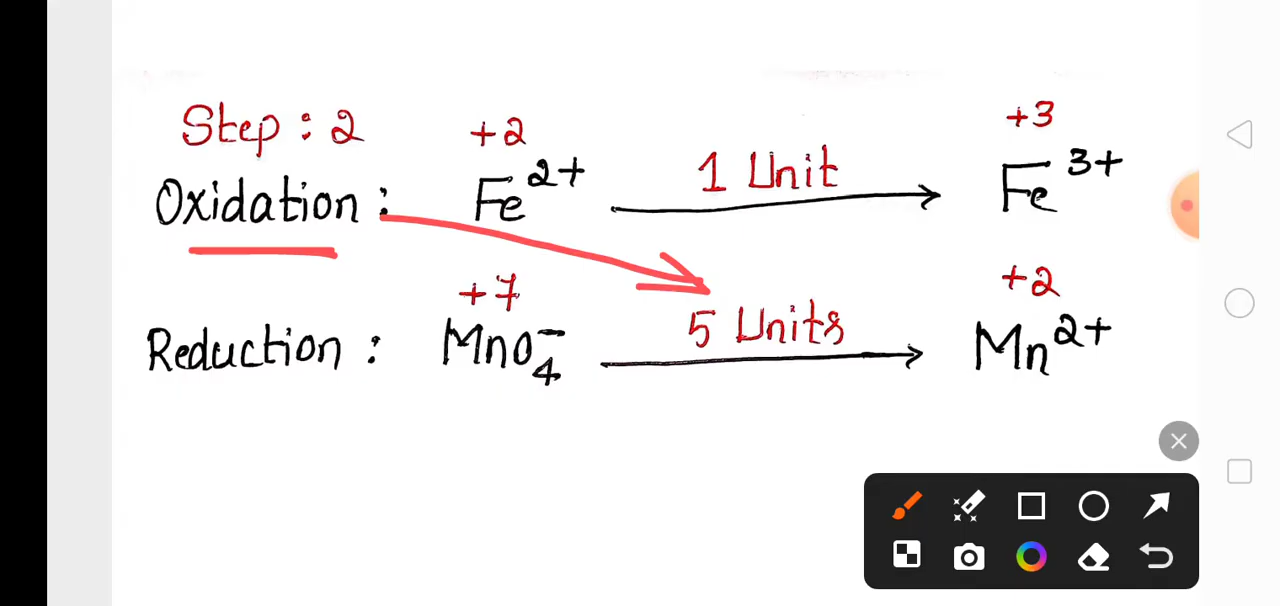 Step : 2
+2 +3
Oxidation : Fe²⁺ 1 Unit Fe³⁺
+7 +2
Reduction : MnO₄⁻ 5 Units Mn²⁺